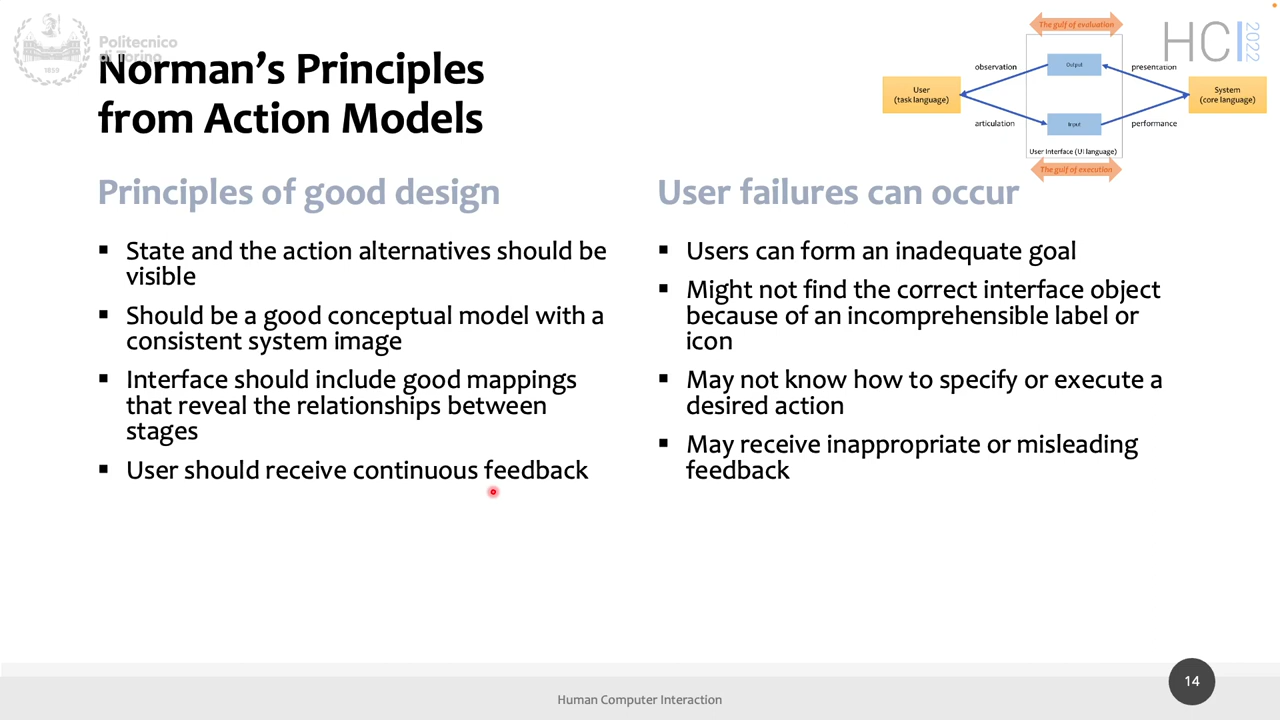 Politecnico
di Torino
1859
Norman's Principles
from Action Models
HCI
2022
The gulf of evaluation
observation
Output
presentation
User
(task language)
System
(core language)
articulation
Input
performance
User Interface (UI language)
The gulf of execution
Principles of good design
▪ State and the action alternatives should be
visible
▪ Should be a good conceptual model with a
consistent system image
▪ Interface should include good mappings
that reveal the relationships between
stages
▪ User should receive continuous feedback
User failures can occur
▪ Users can form an inadequate goal
▪ Might not find the correct interface object
because of an incomprehensible label or
icon
▪ May not know how to specify or execute a
desired action
▪ May receive inappropriate or misleading
feedback
Human Computer Interaction
14